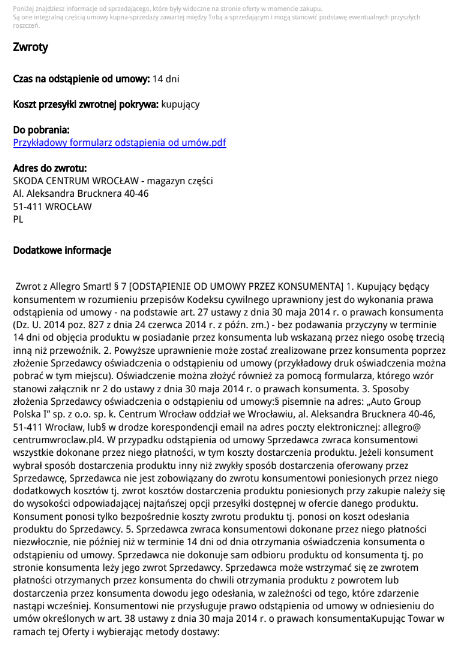 Poniżej znajdziesz informacje od sprzedającego, które były widoczne na stronie oferty w momencie zakupu.
Są one integralną częścią umowy kupna-sprzedaży zawartej między Tobą a sprzedającym i mogą stanowić podstawę ewentualnych przyszłych
roszczeń.
Zwroty
Czas na odstąpienie od umowy: 14 dni
Koszt przesyłki zwrotnej pokrywa: kupujący
Do pobrania:
Przykładowy formularz odstąpienia od umów.pdf
Adres do zwrotu:
SKODA CENTRUM WROCŁAW - magazyn części
Al. Aleksandra Brucknera 40-46
51-411 WROCŁAW
PL
Dodatkowe informacje
Zwrot z Allegro Smart! § 7 [ODSTĄPIENIE OD UMOWY PRZEZ KONSUMENTA] 1. Kupujący będący
konsumentem w rozumieniu przepisów Kodeksu cywilnego uprawniony jest do wykonania prawa
odstąpienia od umowy - na podstawie art. 27 ustawy z dnia 30 maja 2014 r. o prawach konsumenta
(Dz. U. 2014 poz. 827 z dnia 24 czerwca 2014 r. z późn. zm.) - bez podawania przyczyny w terminie
14 dni od objęcia produktu w posiadanie przez konsumenta lub wskazaną przez niego osobę trzecią
inną niż przewoźnik. 2. Powyższe uprawnienie może zostać zrealizowane przez konsumenta poprzez
złożenie Sprzedawcy oświadczenia o odstąpieniu od umowy (przykładowy druk oświadczenia można
pobrać w tym miejscu). Oświadczenie można złożyć również za pomocą formularza, którego wzór
stanowi załącznik nr 2 do ustawy z dnia 30 maja 2014 r. o prawach konsumenta. 3. Sposoby
złożenia Sprzedawcy oświadczenia o odstąpieniu od umowy:§ pisemnie na adres: „Auto Group
Polska I" sp. z o.o. sp. k. Centrum Wrocław oddział we Wrocławiu, al. Aleksandra Brucknera 40-46,
51-411 Wrocław, lub§ w drodze korespondencji email na adres poczty elektronicznej: allegro@
centrumwroclaw.pl4. W przypadku odstąpienia od umowy Sprzedawca zwraca konsumentowi
wszystkie dokonane przez niego płatności, w tym koszty dostarczenia produktu. Jeżeli konsument
wybrał sposób dostarczenia produktu inny niż zwykły sposób dostarczenia oferowany przez
Sprzedawcę, Sprzedawca nie jest zobowiązany do zwrotu konsumentowi poniesionych przez niego
dodatkowych kosztów tj. zwrot kosztów dostarczenia produktu poniesionych przy zakupie należy się
do wysokości odpowiadającej najtańszej opcji przesyłki dostępnej w ofercie danego produktu.
Konsument ponosi tylko bezpośrednie koszty zwrotu produktu tj. ponosi on koszt odesłania
produktu do Sprzedawcy. 5. Sprzedawca zwraca konsumentowi dokonane przez niego płatności
niezwłocznie, nie później niż w terminie 14 dni od dnia otrzymania oświadczenia konsumenta o
odstąpieniu od umowy. Sprzedawca nie dokonuje sam odbioru produktu od konsumenta tj. po
stronie konsumenta leży jego zwrot Sprzedawcy. Sprzedawca może wstrzymać się ze zwrotem
płatności otrzymanych przez konsumenta do chwili otrzymania produktu z powrotem lub
dostarczenia przez konsumenta dowodu jego odesłania, w zależności od tego, które zdarzenie
nastąpi wcześniej. Konsumentowi nie przysługuje prawo odstąpienia od umowy w odniesieniu do
umów określonych w art. 38 ustawy z dnia 30 maja 2014 r. o prawach konsumentaKupując Towar w
ramach tej Oferty i wybierając metody dostawy: